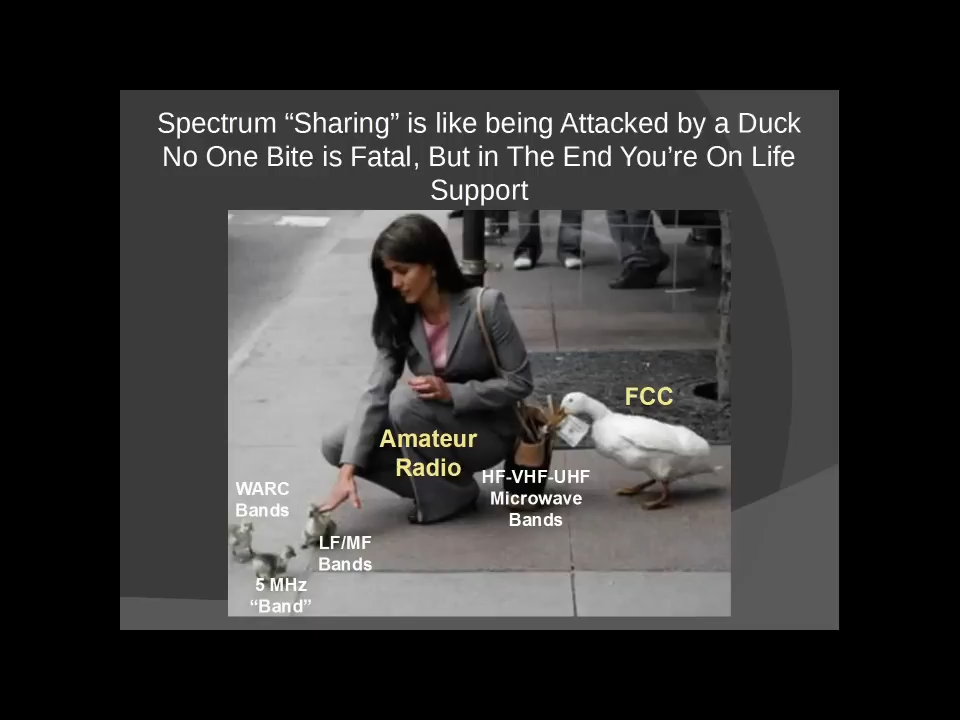 Spectrum “Sharing” is like being Attacked by a Duck
No One Bite is Fatal, But in The End You’re On Life
Support
FCC
Amateur
Radio
HF-VHF-UHF
Microwave
Bands
WARC
Bands
LF/MF
Bands
5 MHz
“Band”